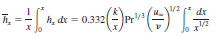 h̄ₓ = 1/x ∫₀ˣ hₓ dx = 0.332(k/x)Pr^{1/3}(u∞/ν)^{1/2} ∫₀ˣ dx/x^{1/2}